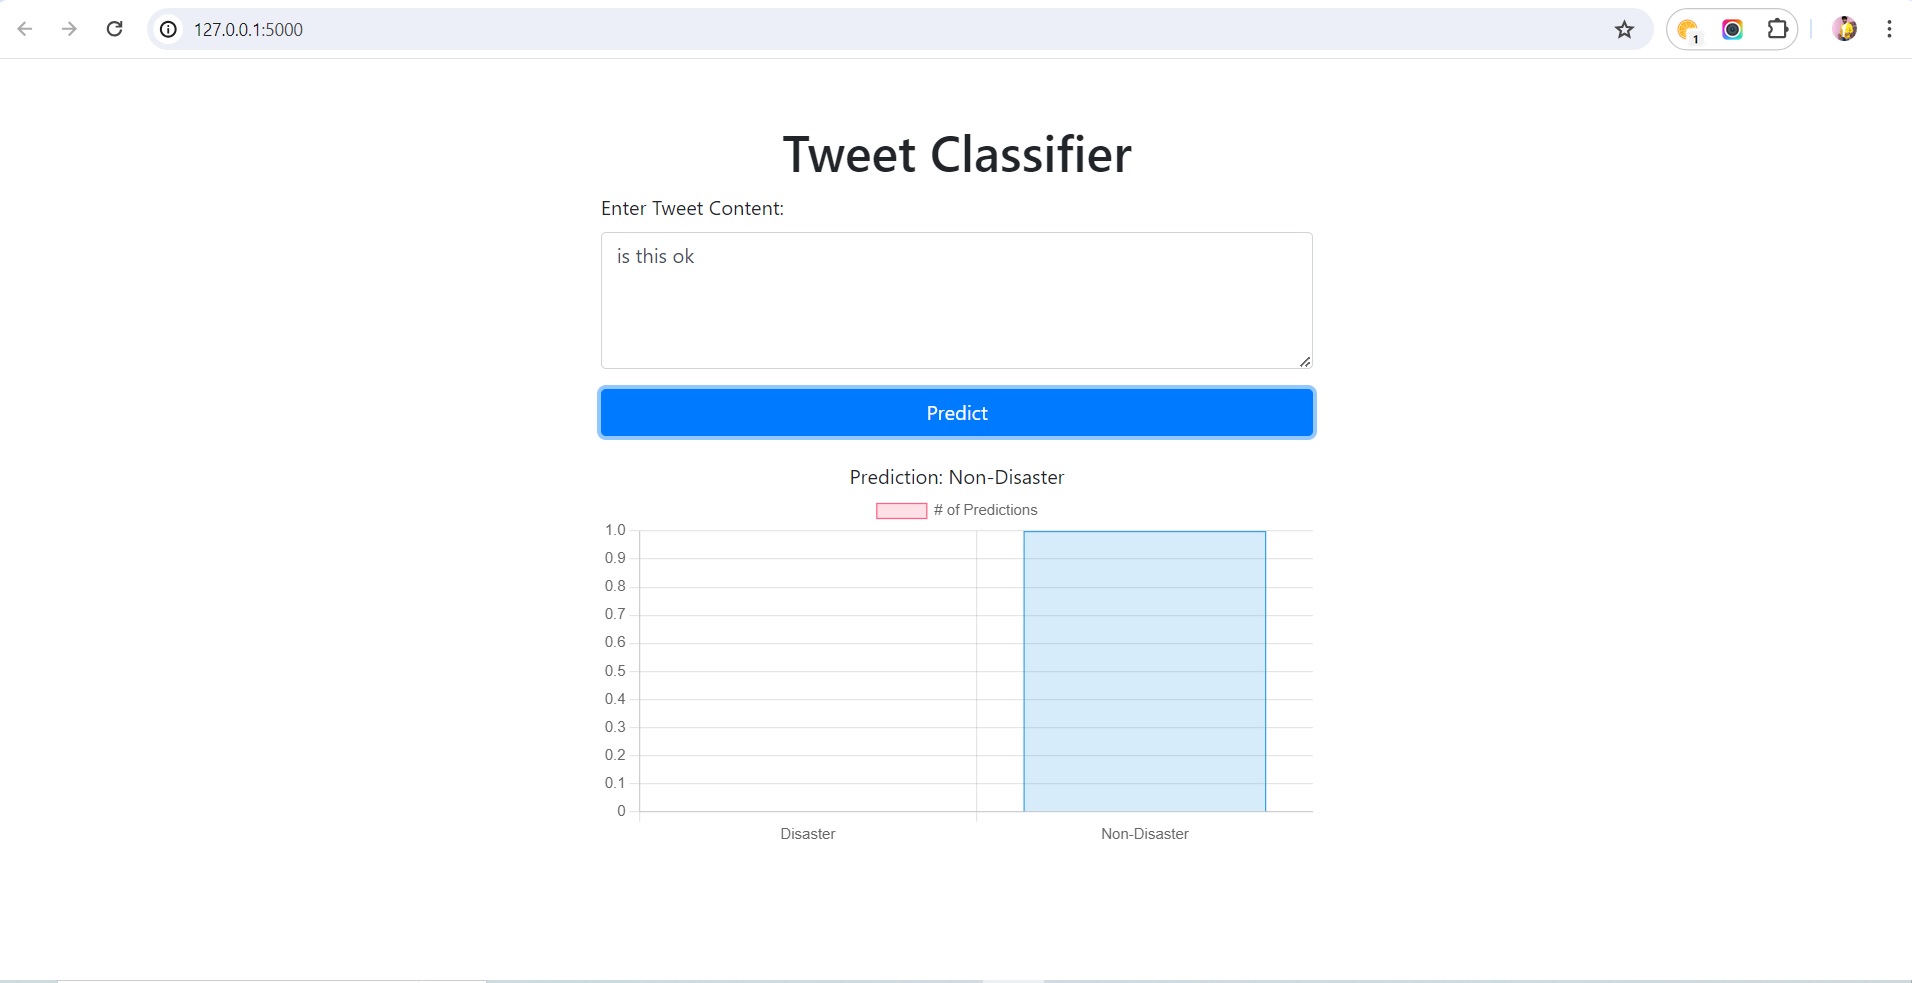 127.0.0.1:5000
1
Tweet Classifier
Enter Tweet Content:
is this ok
Predict
Prediction: Non-Disaster
# of Predictions
1.0
0.9
0.8
0.7
0.6
0.5
0.4
0.3
0.2
0.1
0
Disaster Non-Disaster